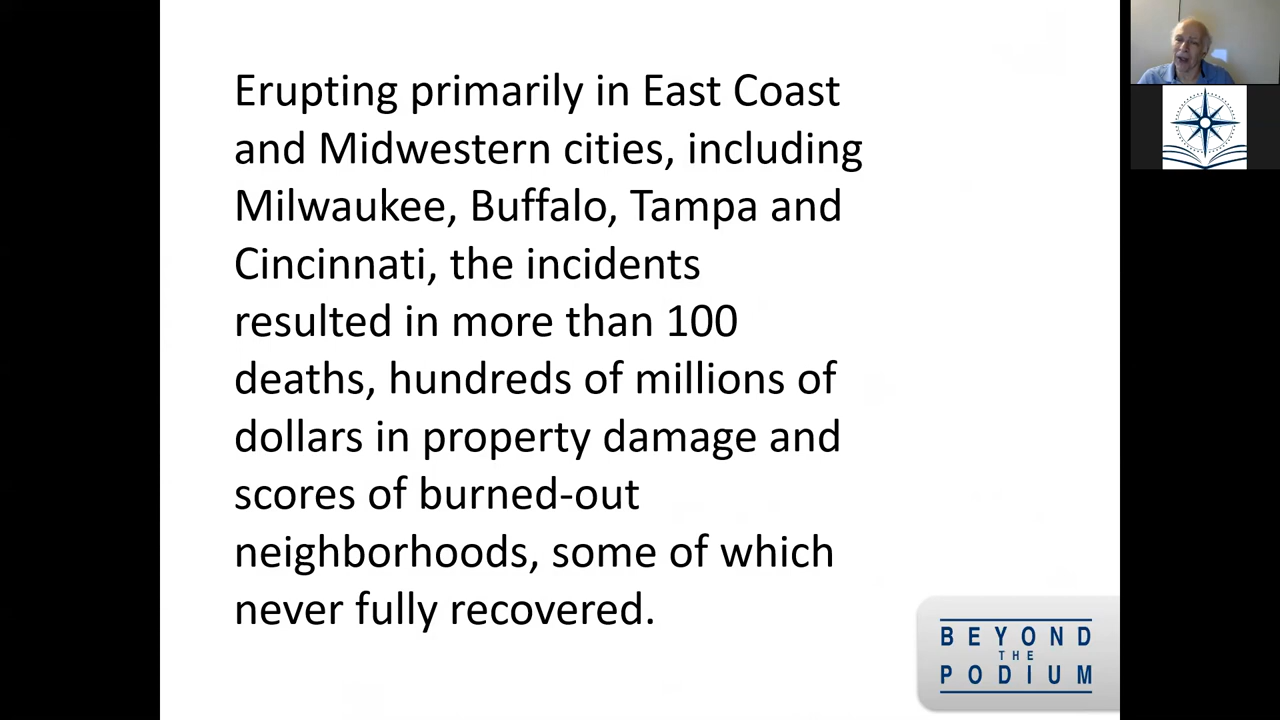 Erupting primarily in East Coast
and Midwestern cities, including
Milwaukee, Buffalo, Tampa and
Cincinnati, the incidents
resulted in more than 100
deaths, hundreds of millions of
dollars in property damage and
scores of burned-out
neighborhoods, some of which
never fully recovered.
BEYOND
THE
PODIUM